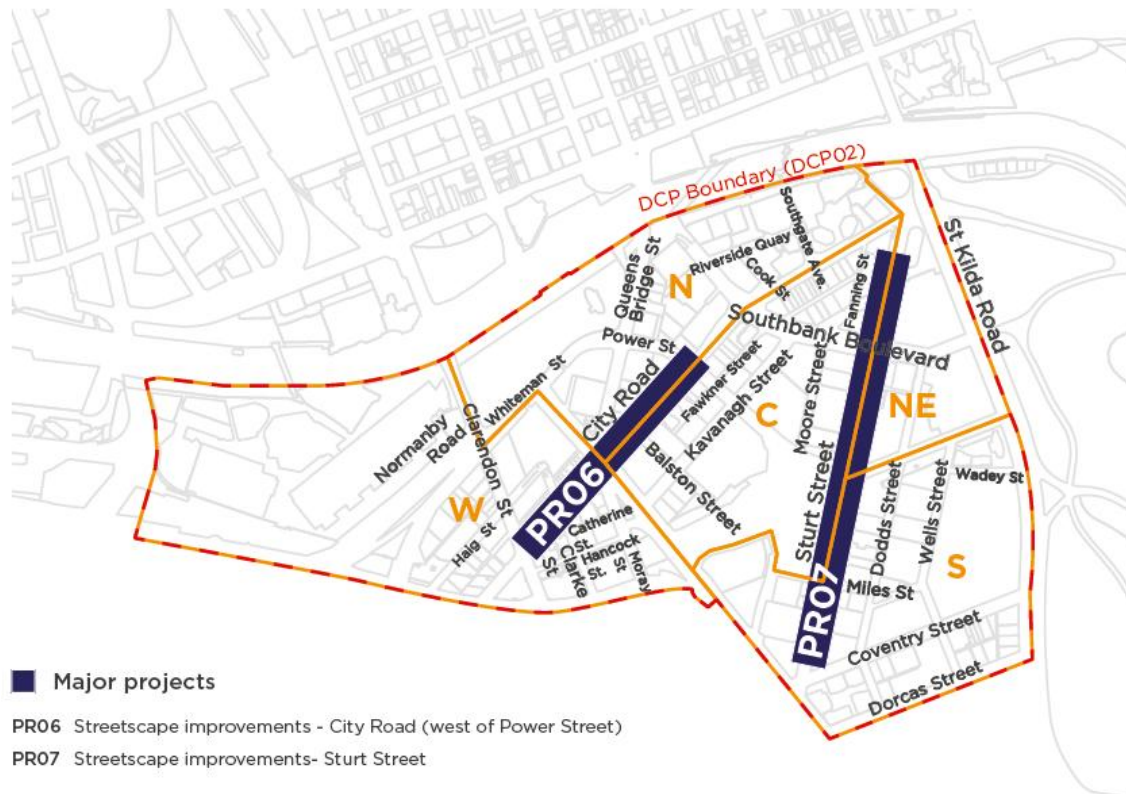 DCP Boundary (DCP02)
St Kilda Road
Southgate Ave.
Riverside Quay
Cook St
Queens
Bridge St
N
Fanning St
Southbank Boulevard
Power St
City Road
Fawkner Street
Kavanagh Street
Moore Street
C
NE
Whiteman St
Normanby
Road
Clarendon St
Balston Street
W
PR06
Haig St
Catherine
St.
Clarke
St
Hancock
St.
Moray
St
Sturt Street
PR07
Dodds Street
Wells Street
Wadey St
S
Miles St
Coventry Street
Dorcas Street
Major projects
PR06 Streetscape improvements - City Road (west of Power Street)
PR07 Streetscape improvements- Sturt Street